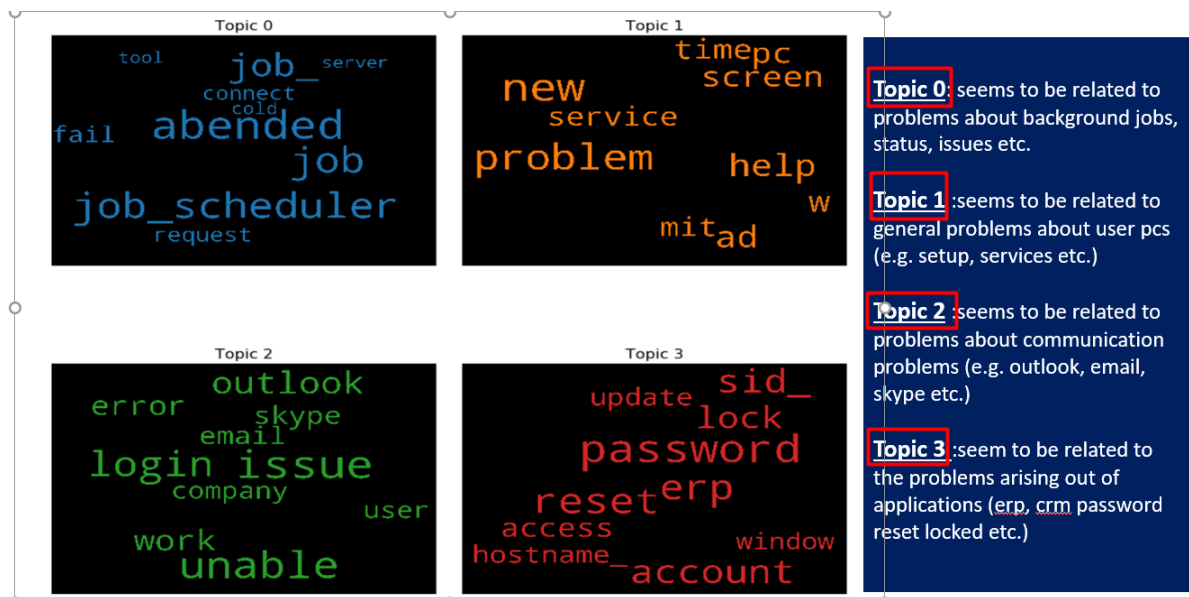 Topic 0
tool
job_ server
connect
cold
abended
fail
job
job_scheduler
request
Topic 1
time pc
screen
new
service
problem
help
w
mit ad
Topic 2
outlook
error
skype
email
login issue
company
user
work
unable
Topic 3
sid_
update
lock
password
erp
reset
access
window
hostname_
account
Topic 0: seems to be related to
problems about background jobs,
status, issues etc.
Topic 1 :seems to be related to
general problems about user pcs
(e.g. setup, services etc.)
Topic 2 :seems to be related to
problems about communication
problems (e.g. outlook, email,
skype etc.)
Topic 3 :seem to be related to
the problems arising out of
applications (erp, crm password
reset locked etc.)